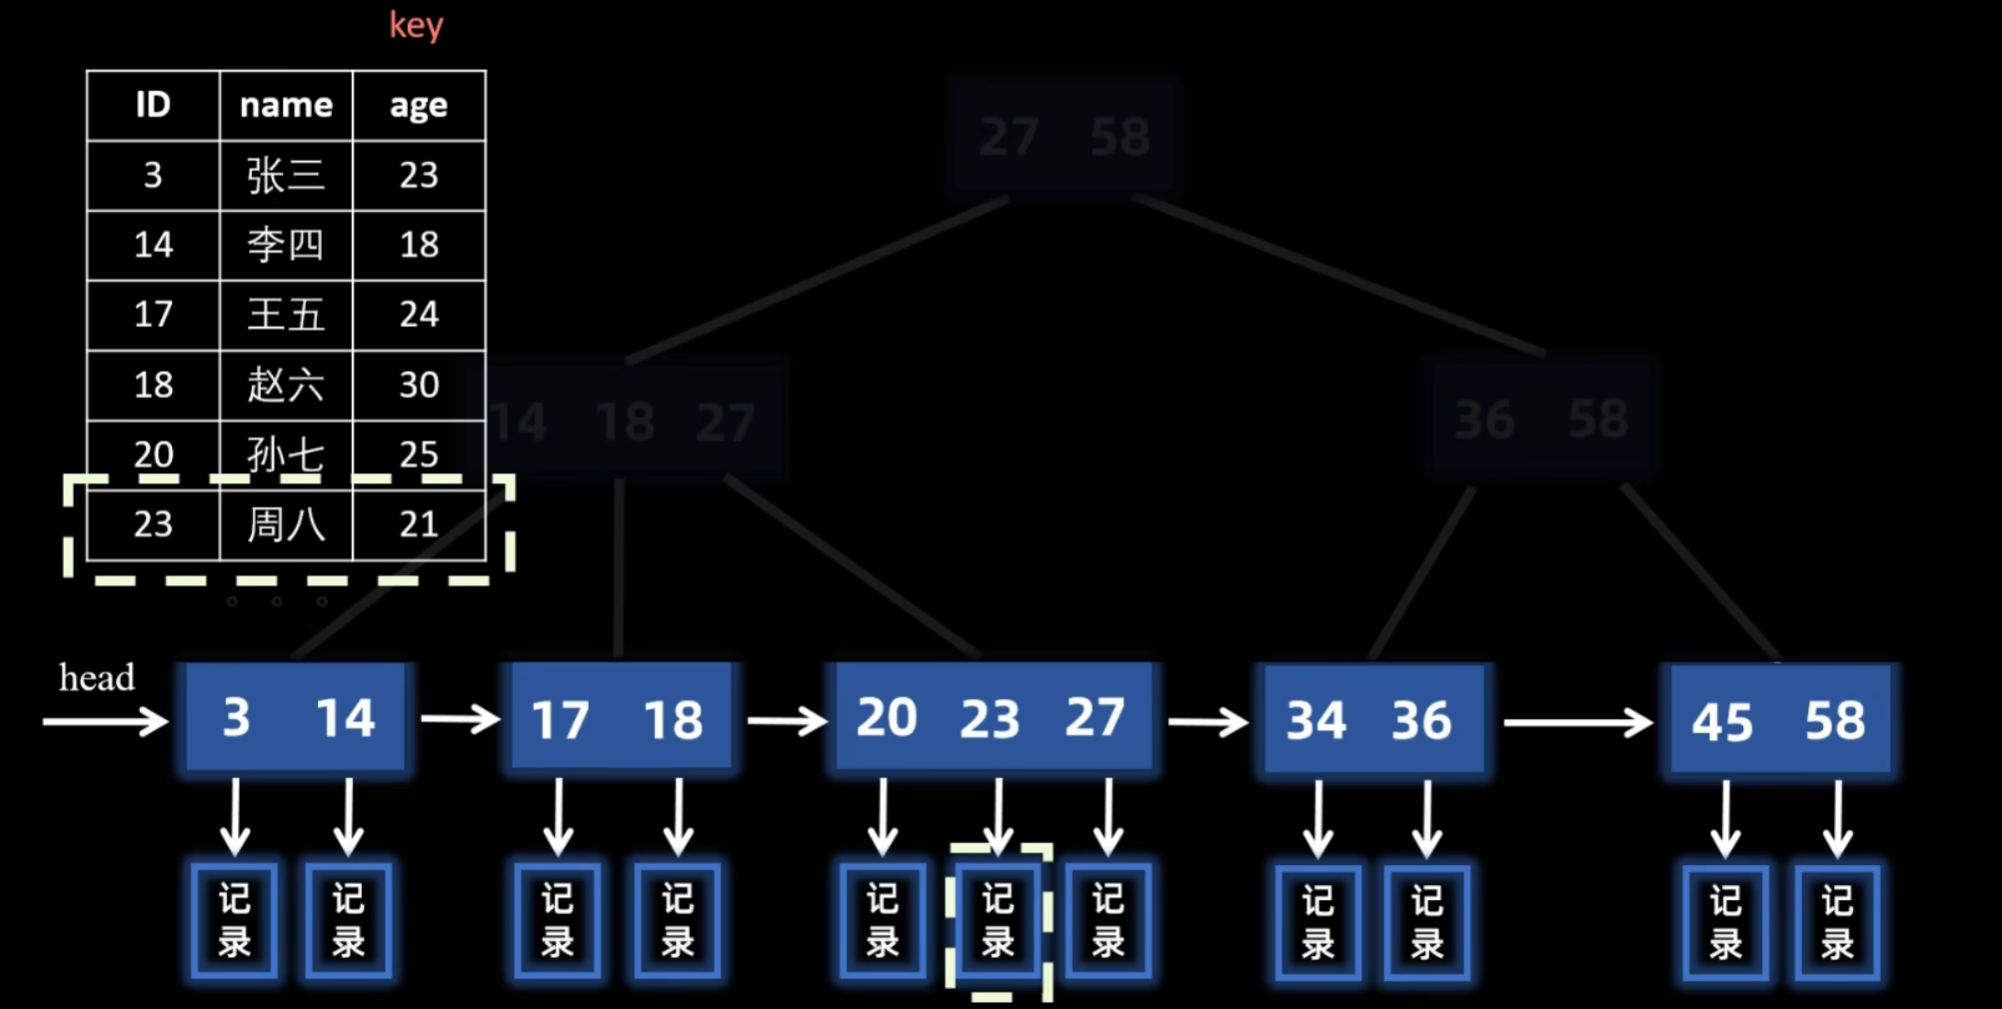 key
ID name age
3 张三 23
14 李四 18
17 王五 24
18 赵六 30
20 孙七 25
23 周八 21
。。。
27 58
14 18 27
36 58
head
3 14
17 18
20 23 27
34 36
45 58
记录
记录
记录
记录
记录
记录
记录
记录
记录
记录
记录